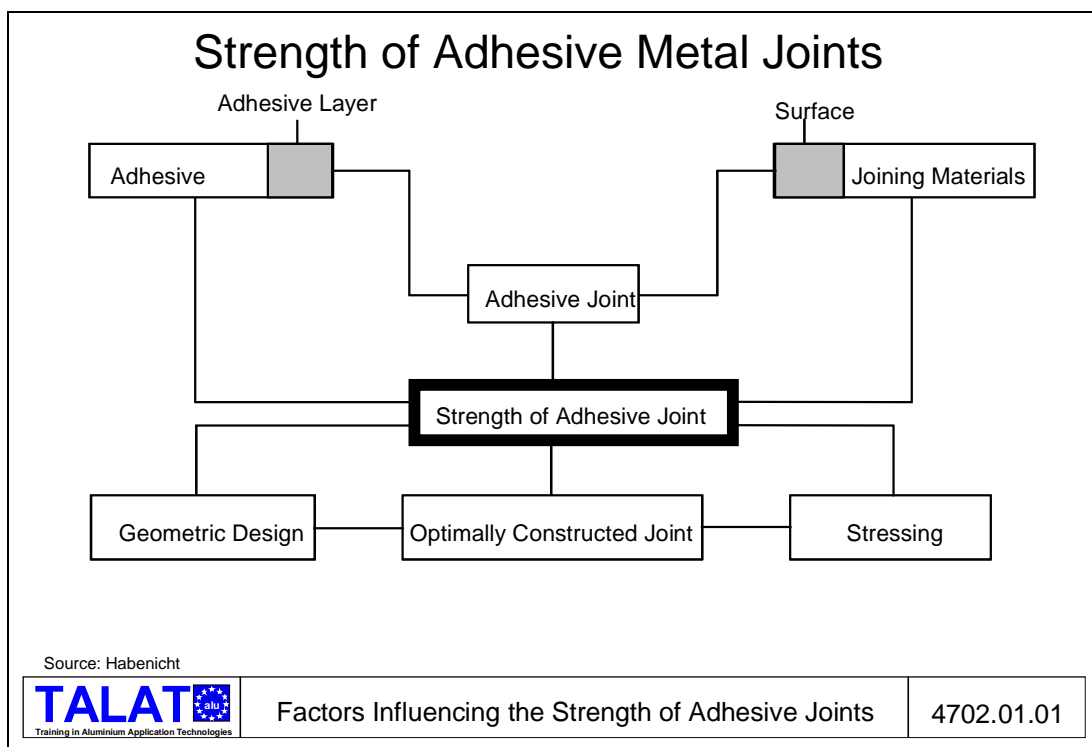 Strength of Adhesive Metal Joints
Adhesive Layer
Surface
Adhesive
Joining Materials
Adhesive Joint
Strength of Adhesive Joint
Geometric Design
Optimally Constructed Joint
Stressing
Source: Habenicht
TALAT
alu
Training in Aluminium Application Technologies
Factors Influencing the Strength of Adhesive Joints
4702.01.01